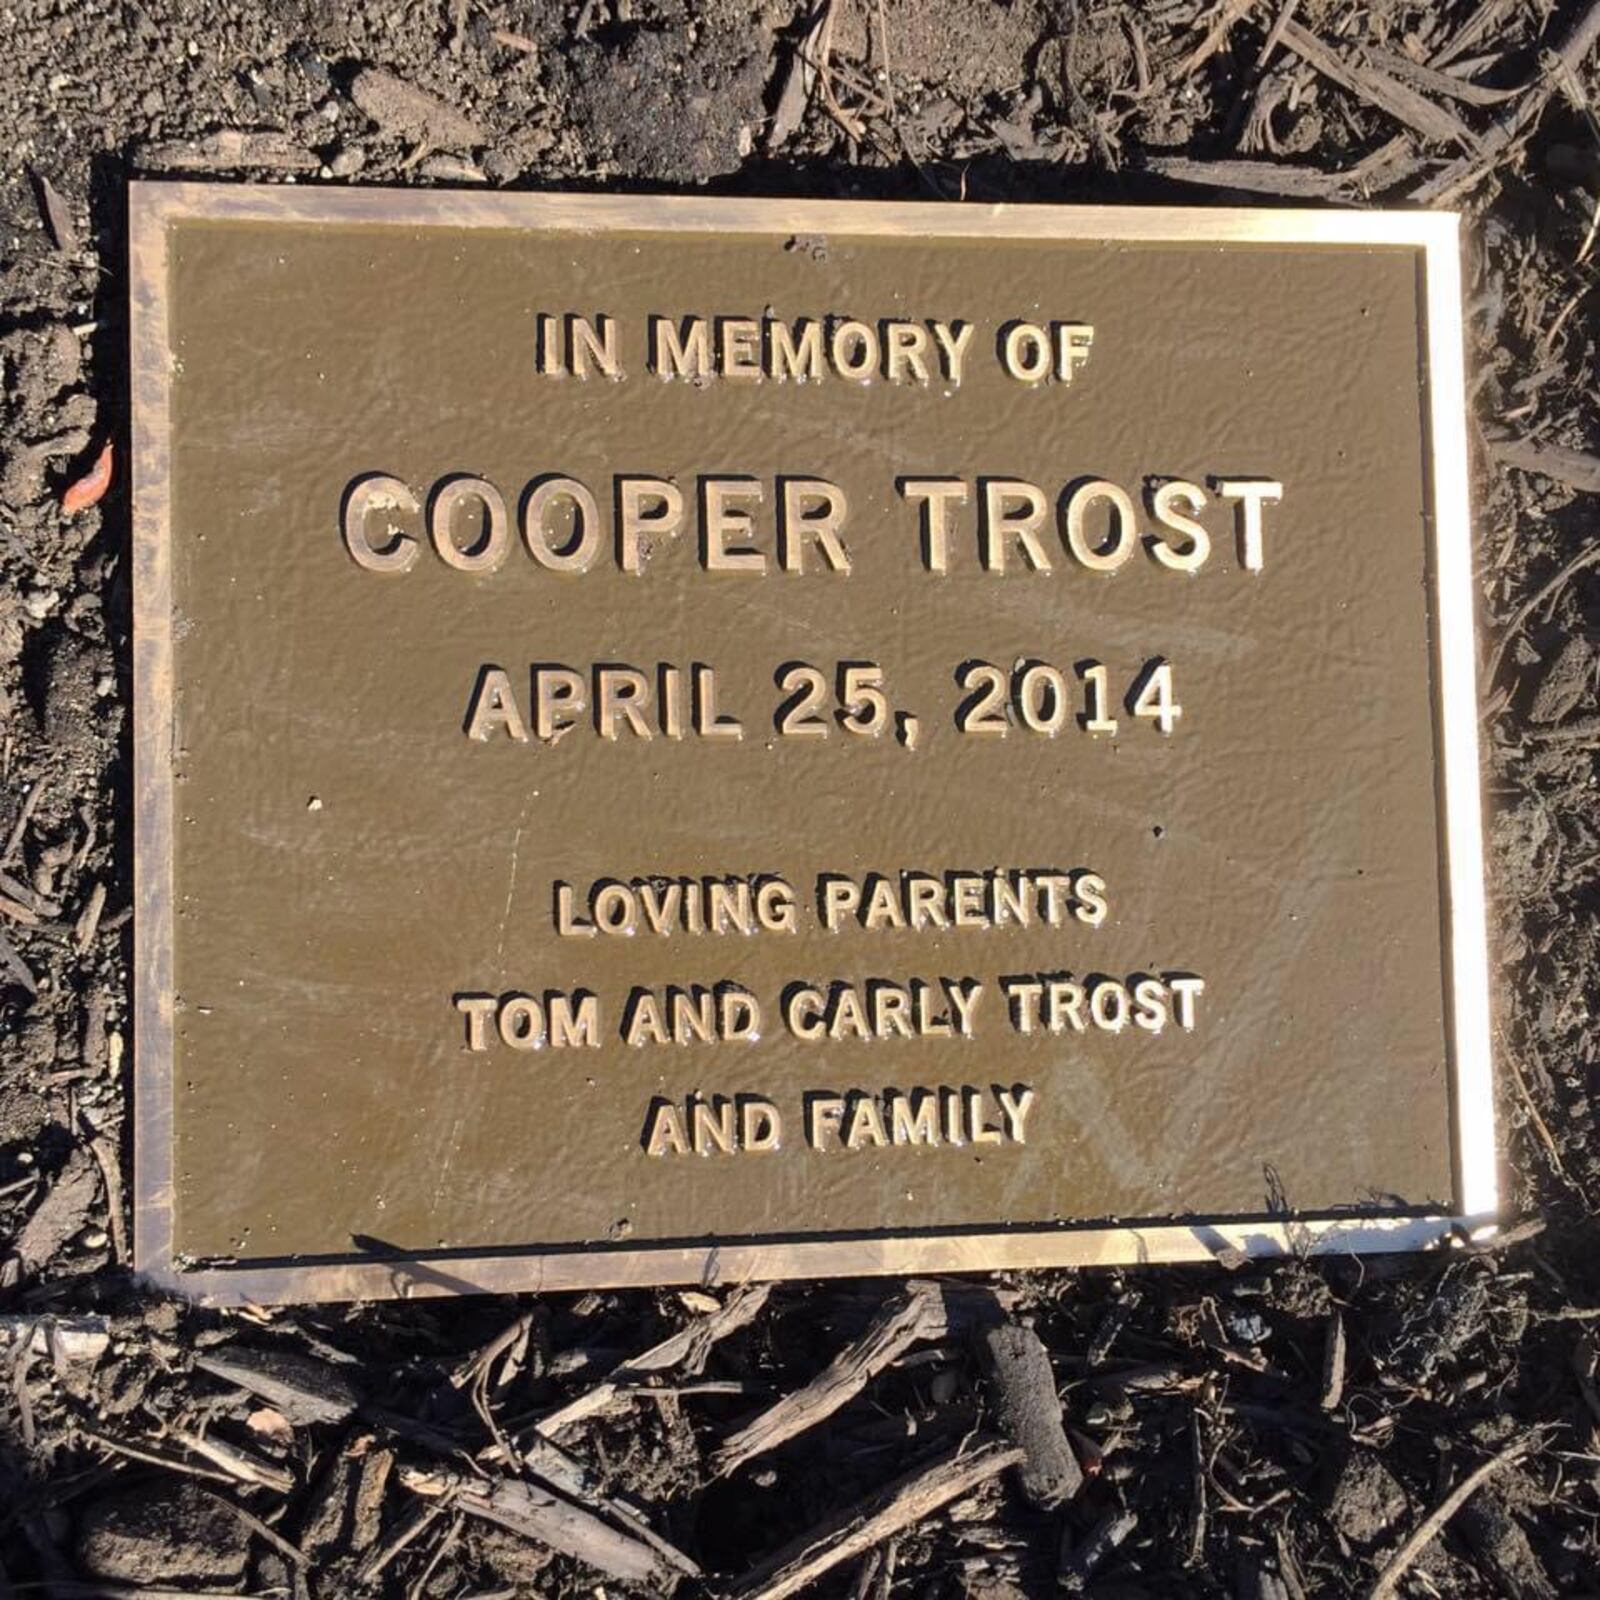 IN MEMORY OF
COOPER TROST
APRIL 25, 2014
LOVING PARENTS
TOM AND CARLY TROST
AND FAMILY